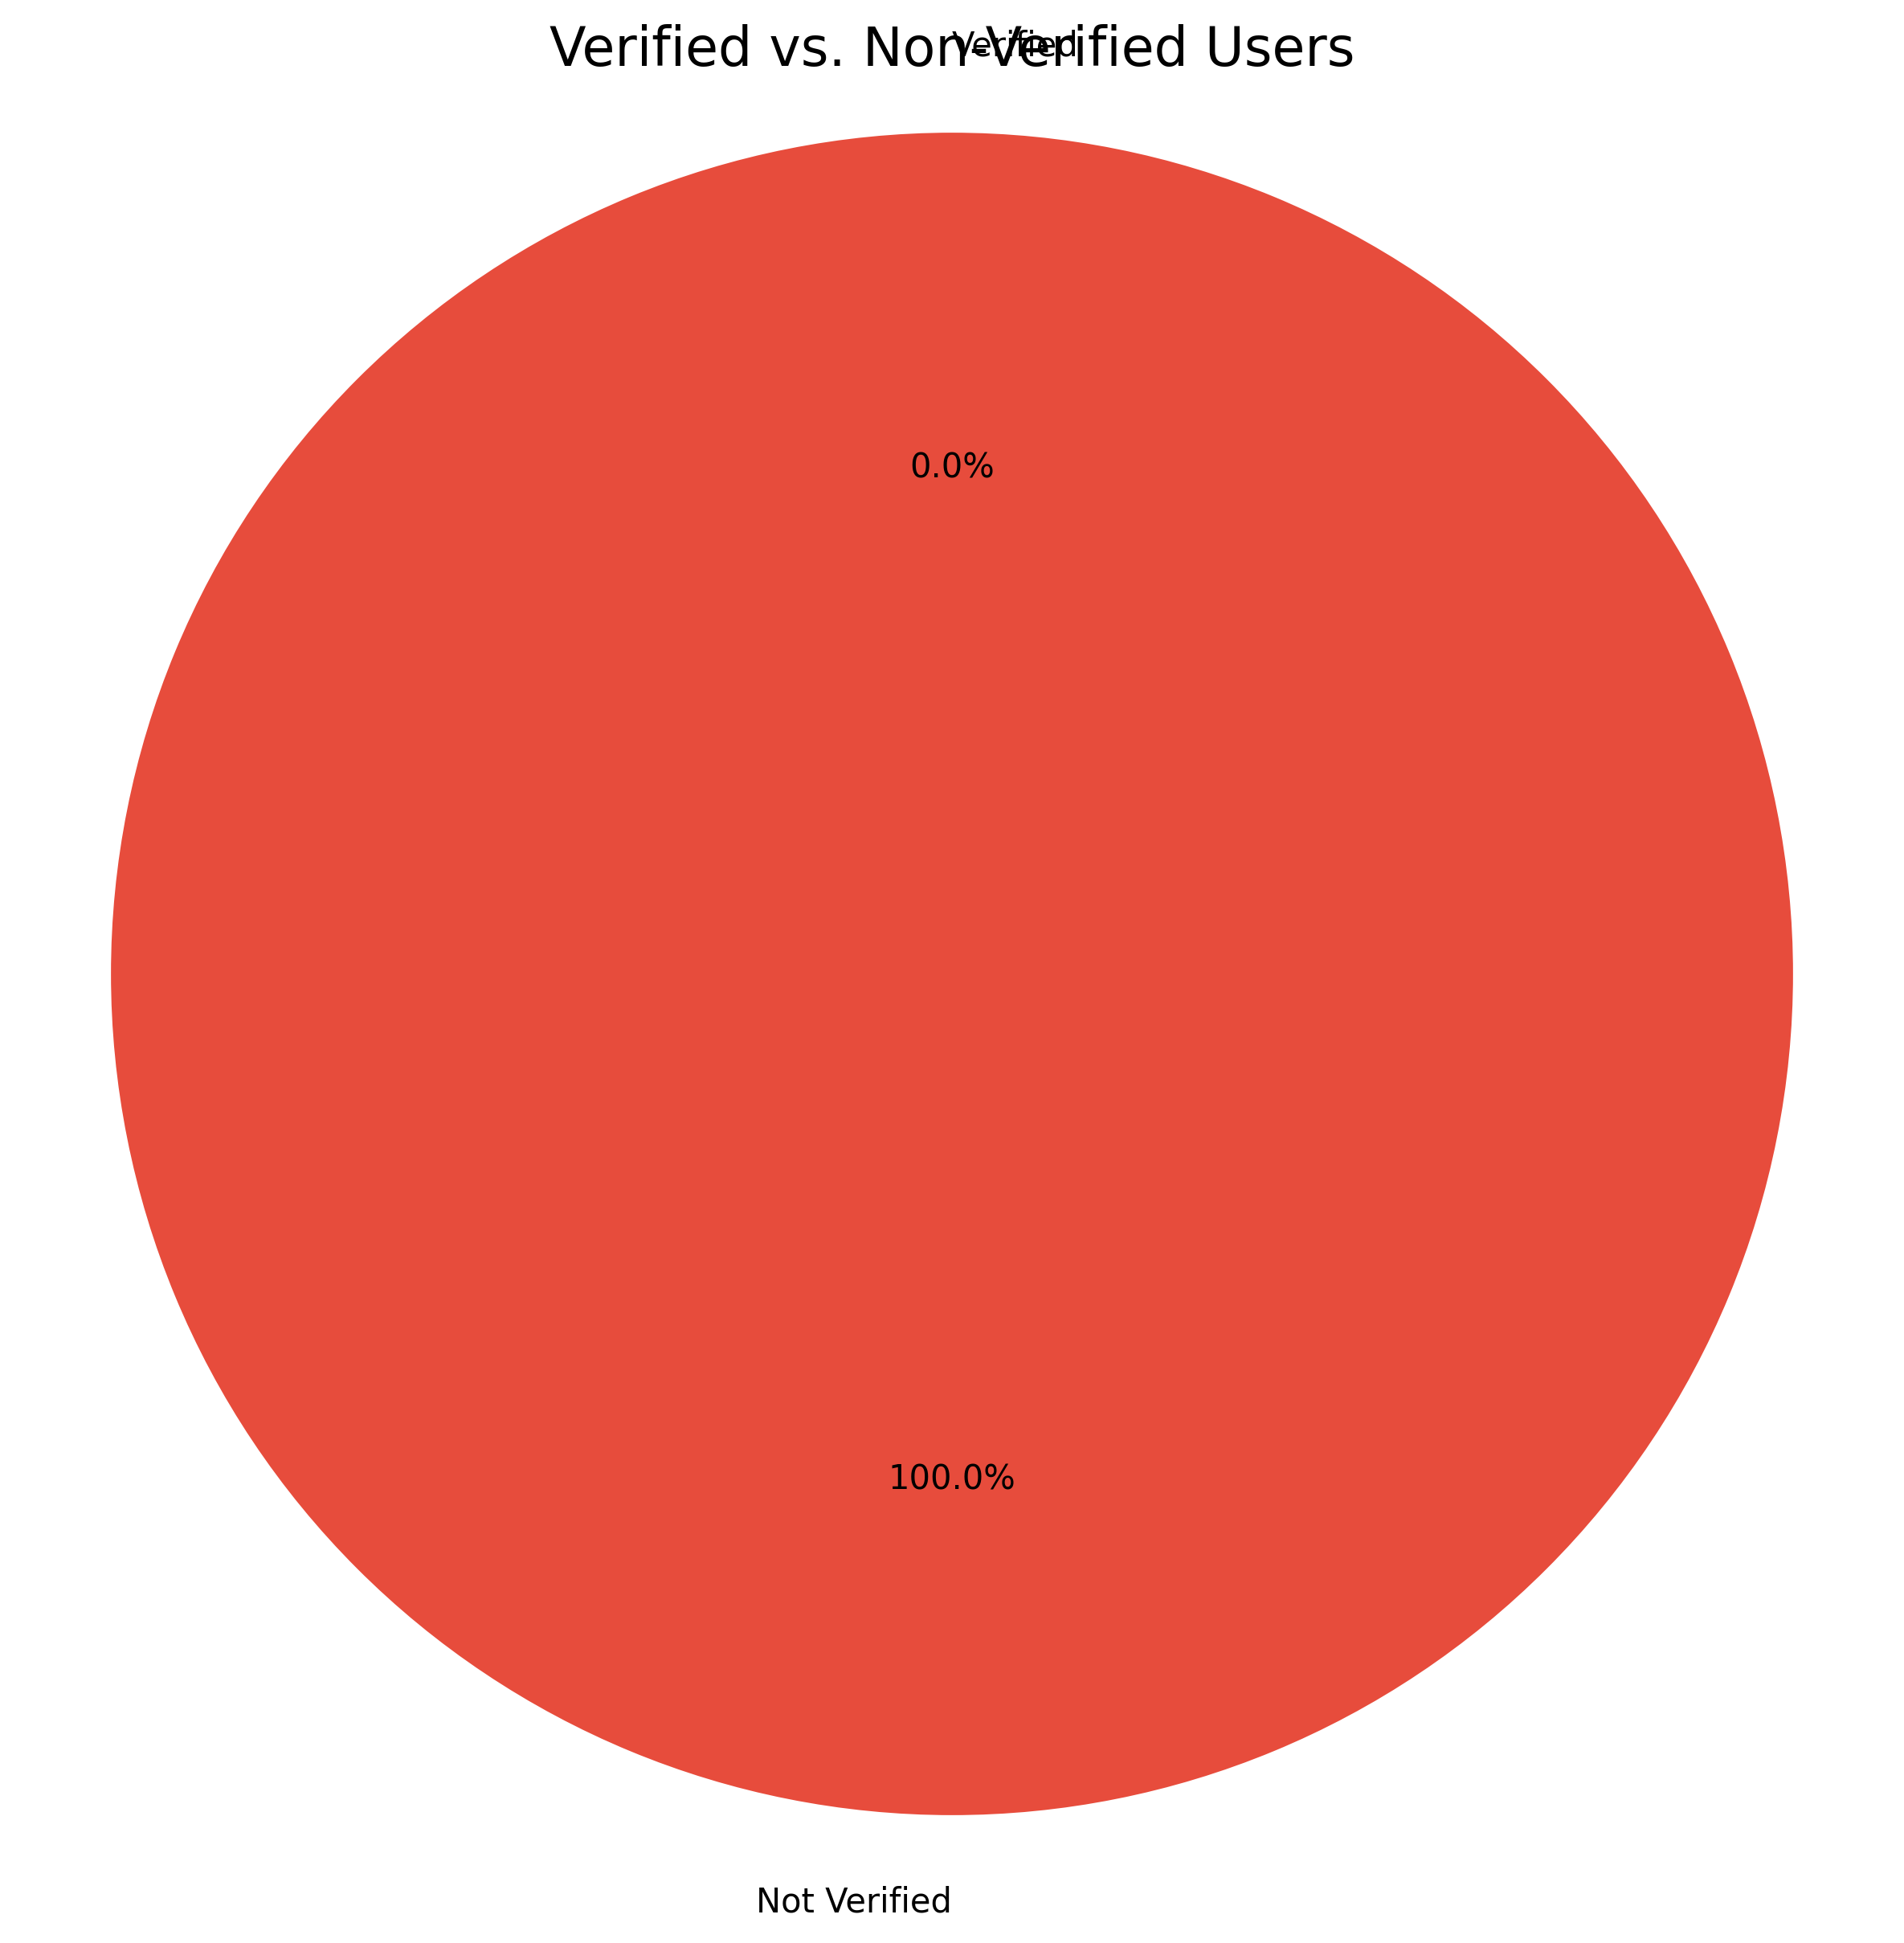 Verified vs. Non-Verified Users
Verified
0.0%
100.0%
Not Verified